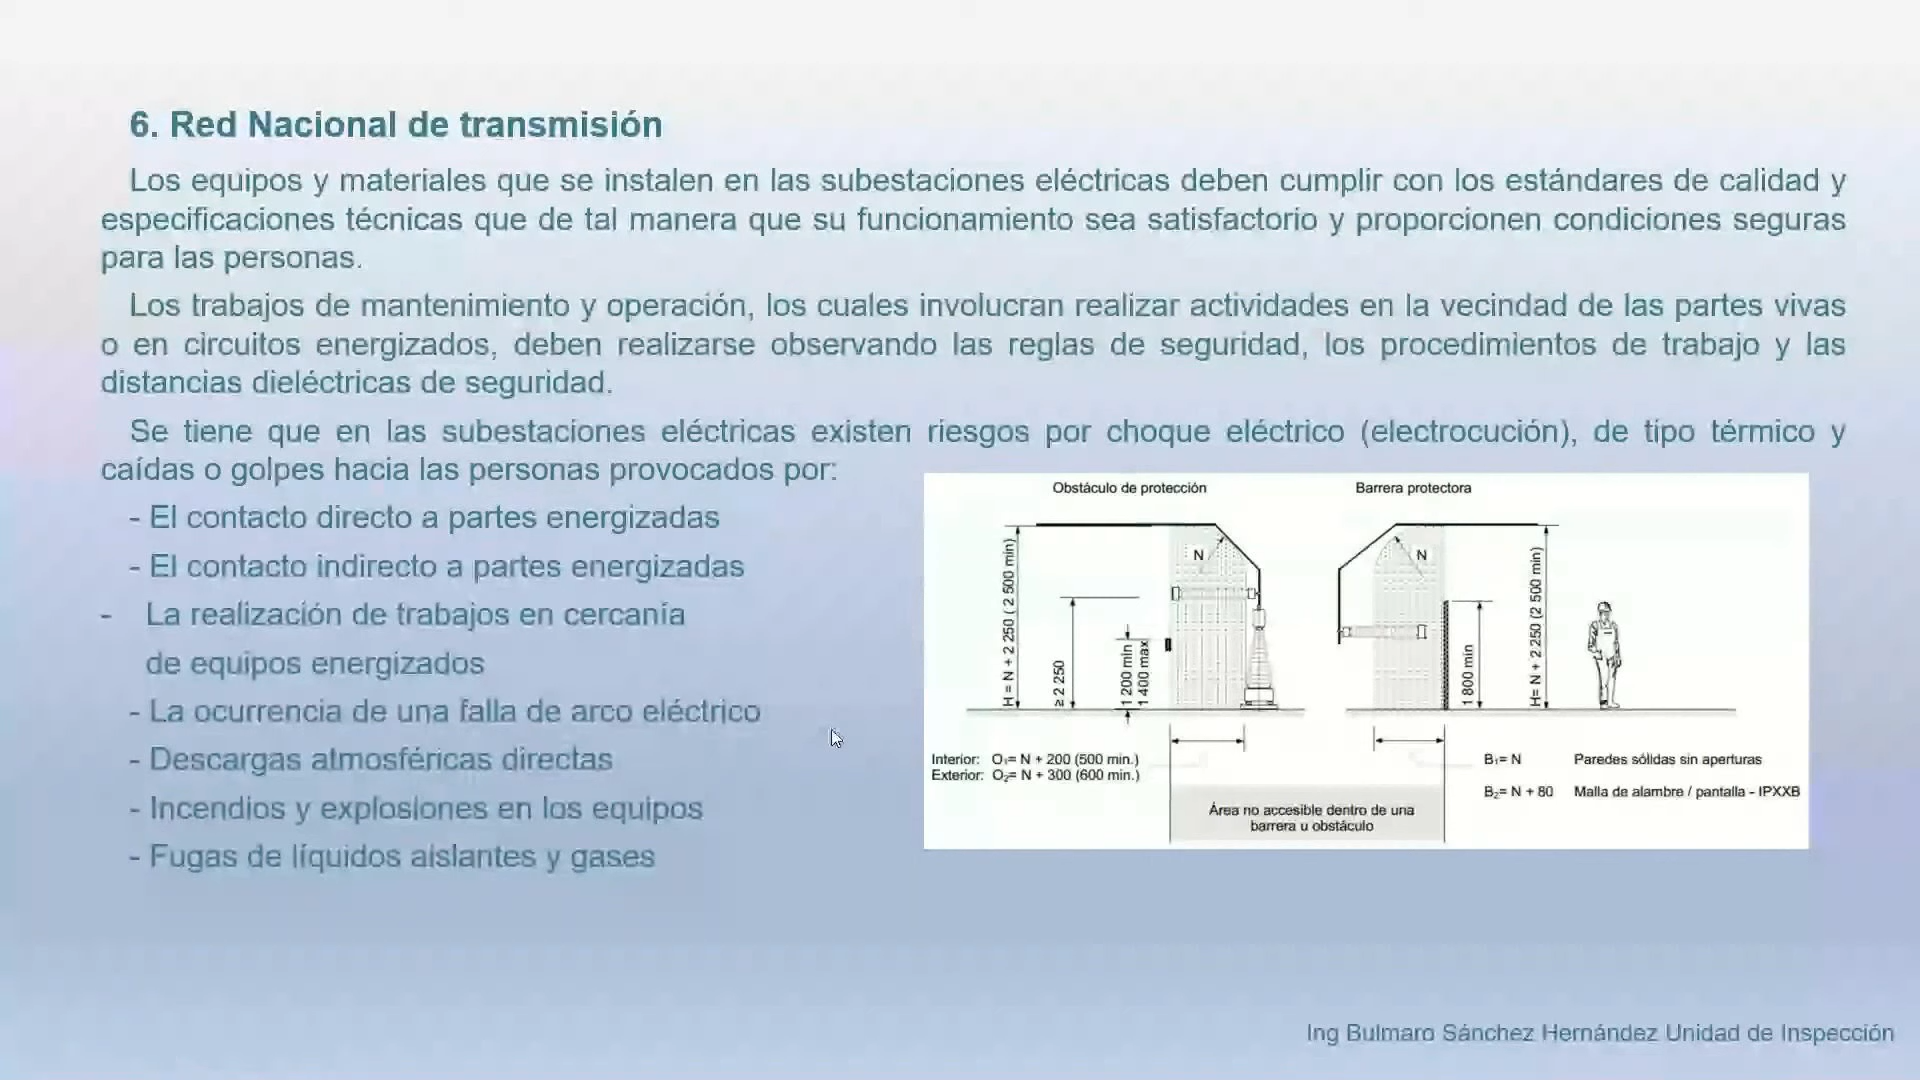 6. Red Nacional de transmisión
Los equipos y materiales que se instalen en las subestaciones eléctricas deben cumplir con los estándares de calidad y
especificaciones técnicas que de tal manera que su funcionamiento sea satisfactorio y proporcionen condiciones seguras
para las personas.
Los trabajos de mantenimiento y operación, los cuales involucran realizar actividades en la vecindad de las partes vivas
o en circuitos energizados, deben realizarse observando las reglas de seguridad, los procedimientos de trabajo y las
distancias dieléctricas de seguridad.
Se tiene que en las subestaciones eléctricas existen riesgos por choque eléctrico (electrocución), de tipo térmico y
caídas o golpes hacia las personas provocados por:
- El contacto directo a partes energizadas
- El contacto indirecto a partes energizadas
- La realización de trabajos en cercanía
de equipos energizados
- La ocurrencia de una falla de arco eléctrico
- Descargas atmosféricas directas
- Incendios y explosiones en los equipos
- Fugas de líquidos aislantes y gases
Obstáculo de protección
Barrera protectora
N
N
H = N + 2 250 ( 2 500 min)
≥ 2 250
1 200 min
1 400 max
1 800 min
H= N + 2 250 (2 500 min)
Interior: O₁= N + 200 (500 min.)
Exterior: O₂= N + 300 (600 min.)
B₁= N Paredes sólidas sin aperturas
B₂= N + 80 Malla de alambre / pantalla - IPXXB
Área no accesible dentro de una
barrera u obstáculo
Ing Bulmaro Sánchez Hernández Unidad de Inspección